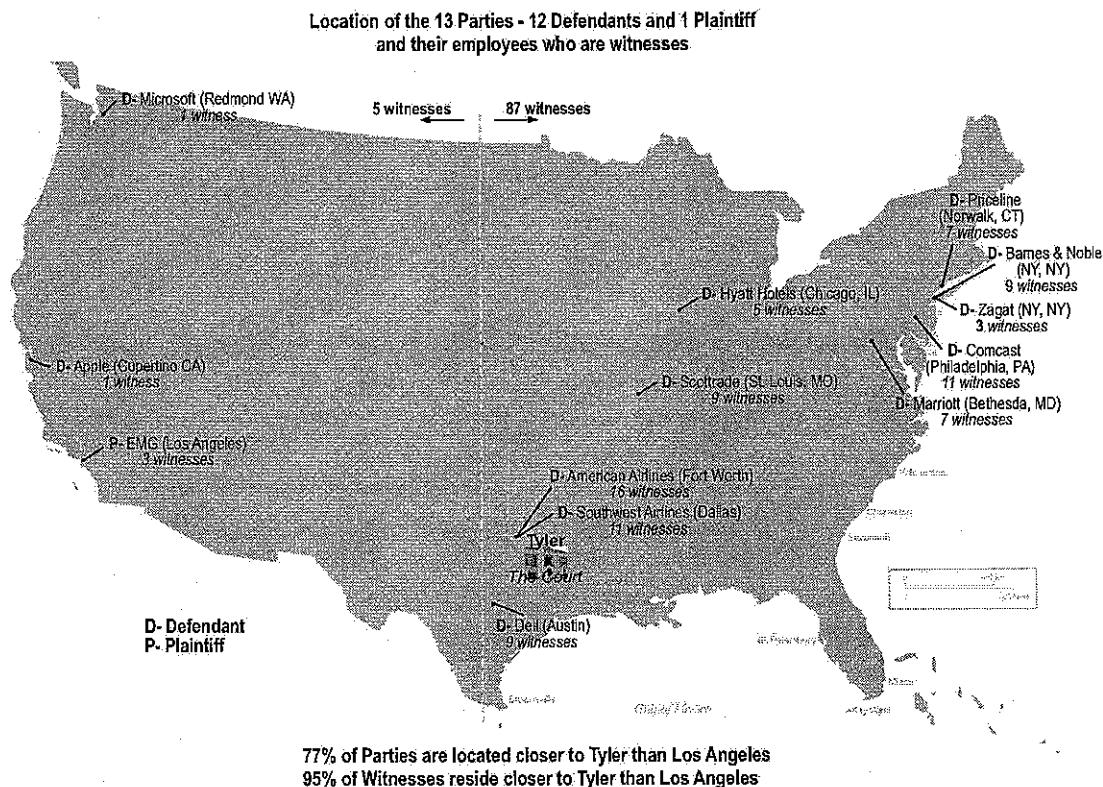 Location of the 13 Parties - 12 Defendants and 1 Plaintiff
and their employees who are witnesses
D- Microsoft (Redmond WA)
1 witness
5 witnesses
87 witnesses
D- Priceline
(Norwalk, CT)
7 witnesses
D- Barnes & Noble
(NY, NY)
9 witnesses
D- Hyatt Hotels (Chicago, IL)
5 witnesses
D- Zagat (NY, NY)
3 witnesses
D- Comcast
(Philadelphia, PA)
11 witnesses
D- Apple (Cupertino CA)
1 witness
D- Scottrade (St. Louis, MO)
9 witnesses
D- Marriott (Bethesda, MD)
7 witnesses
P- EMG (Los Angeles)
3 witnesses
D- American Airlines (Fort Worth)
16 witnesses
D- Southwest Airlines (Dallas)
11 witnesses
Tyler
The Court
D- Dell (Austin)
9 witnesses
D- Defendant
P- Plaintiff
Miami
77% of Parties are located closer to Tyler than Los Angeles
95% of Witnesses reside closer to Tyler than Los Angeles